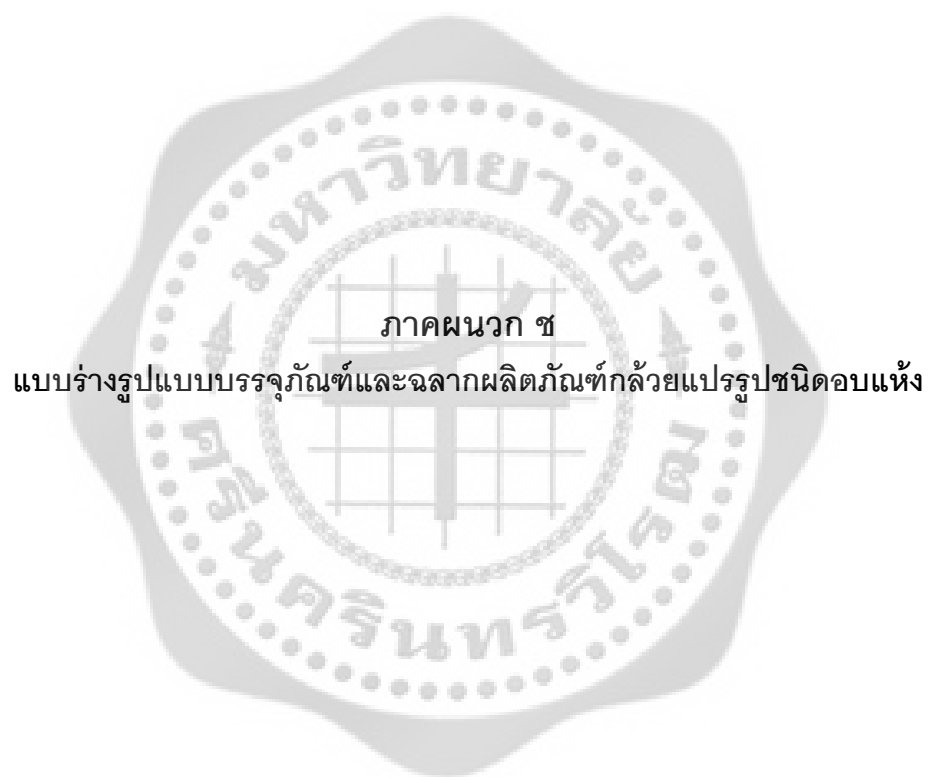 มหาวิทยาลัย
ภาคผนวก ช
แบบร่างรูปแบบบรรจุภัณฑ์และฉลากผลิตภัณฑ์กล้วยแปรรูปชนิดอบแห้ง
ศรีนครินทรวิโรฒ